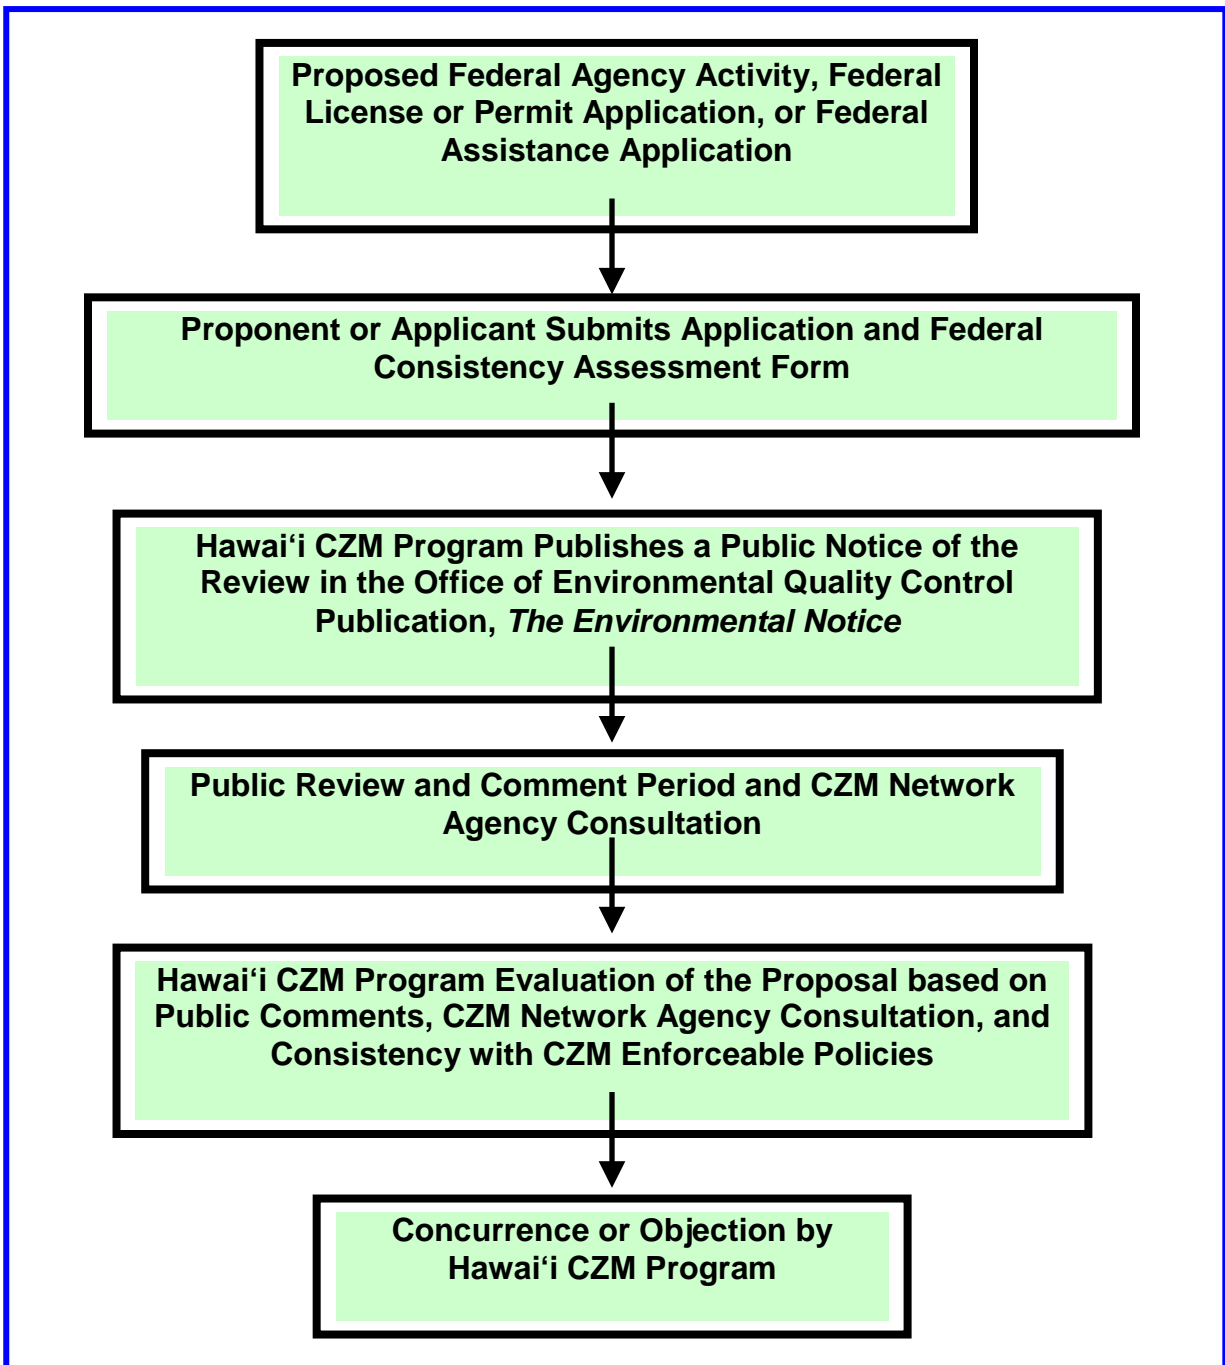 Proposed Federal Agency Activity, Federal
License or Permit Application, or Federal
Assistance Application
Proponent or Applicant Submits Application and Federal
Consistency Assessment Form
Hawai‘i CZM Program Publishes a Public Notice of the
Review in the Office of Environmental Quality Control
Publication, The Environmental Notice
Public Review and Comment Period and CZM Network
Agency Consultation
Hawai‘i CZM Program Evaluation of the Proposal based on
Public Comments, CZM Network Agency Consultation, and
Consistency with CZM Enforceable Policies
Concurrence or Objection by
Hawai‘i CZM Program